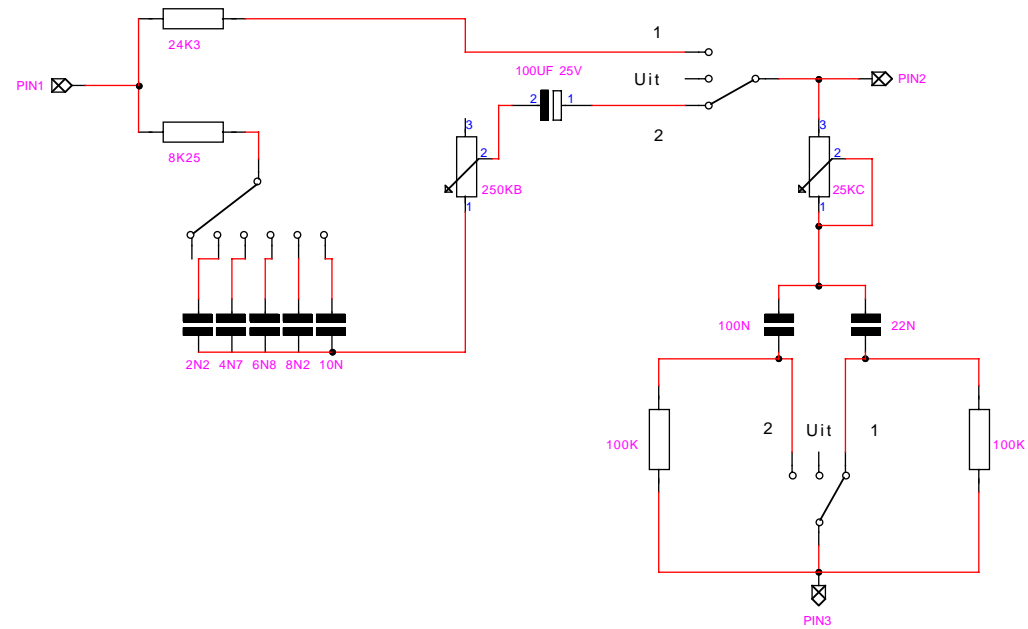 1
24K3
100UF 25V
PIN1
Uit
PIN2
2
1
2
8K25
3
2
250KB
1
3
2
25KC
1
100N
22N
2N2 4N7 6N8 8N2 10N
2 Uit 1
100K
100K
PIN3